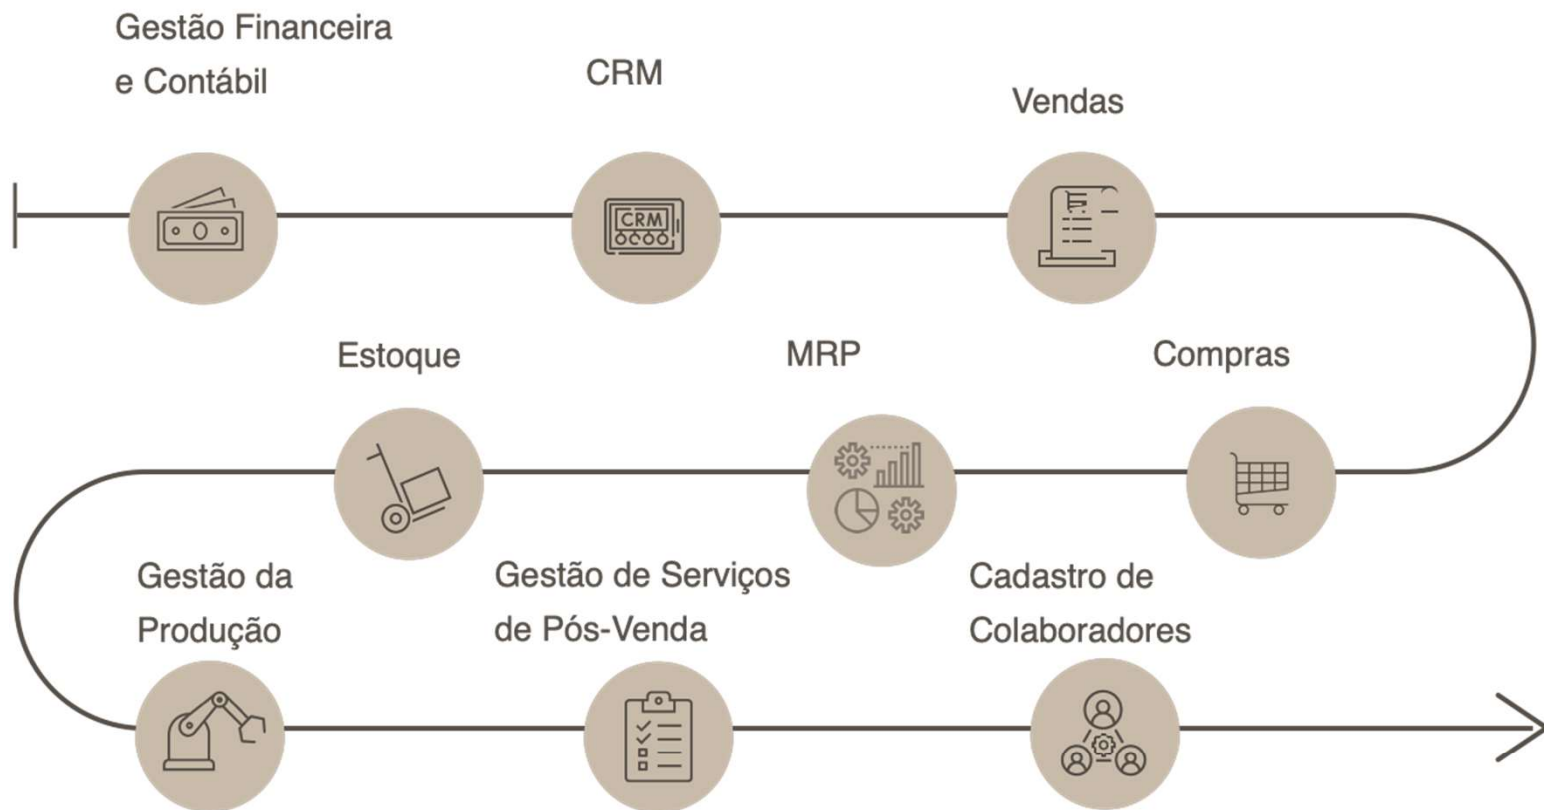 Gestão Financeira
e Contábil
CRM
Vendas
CRM
Estoque
MRP
Compras
Gestão da
Produção
Gestão de Serviços
de Pós-Venda
Cadastro de
Colaboradores